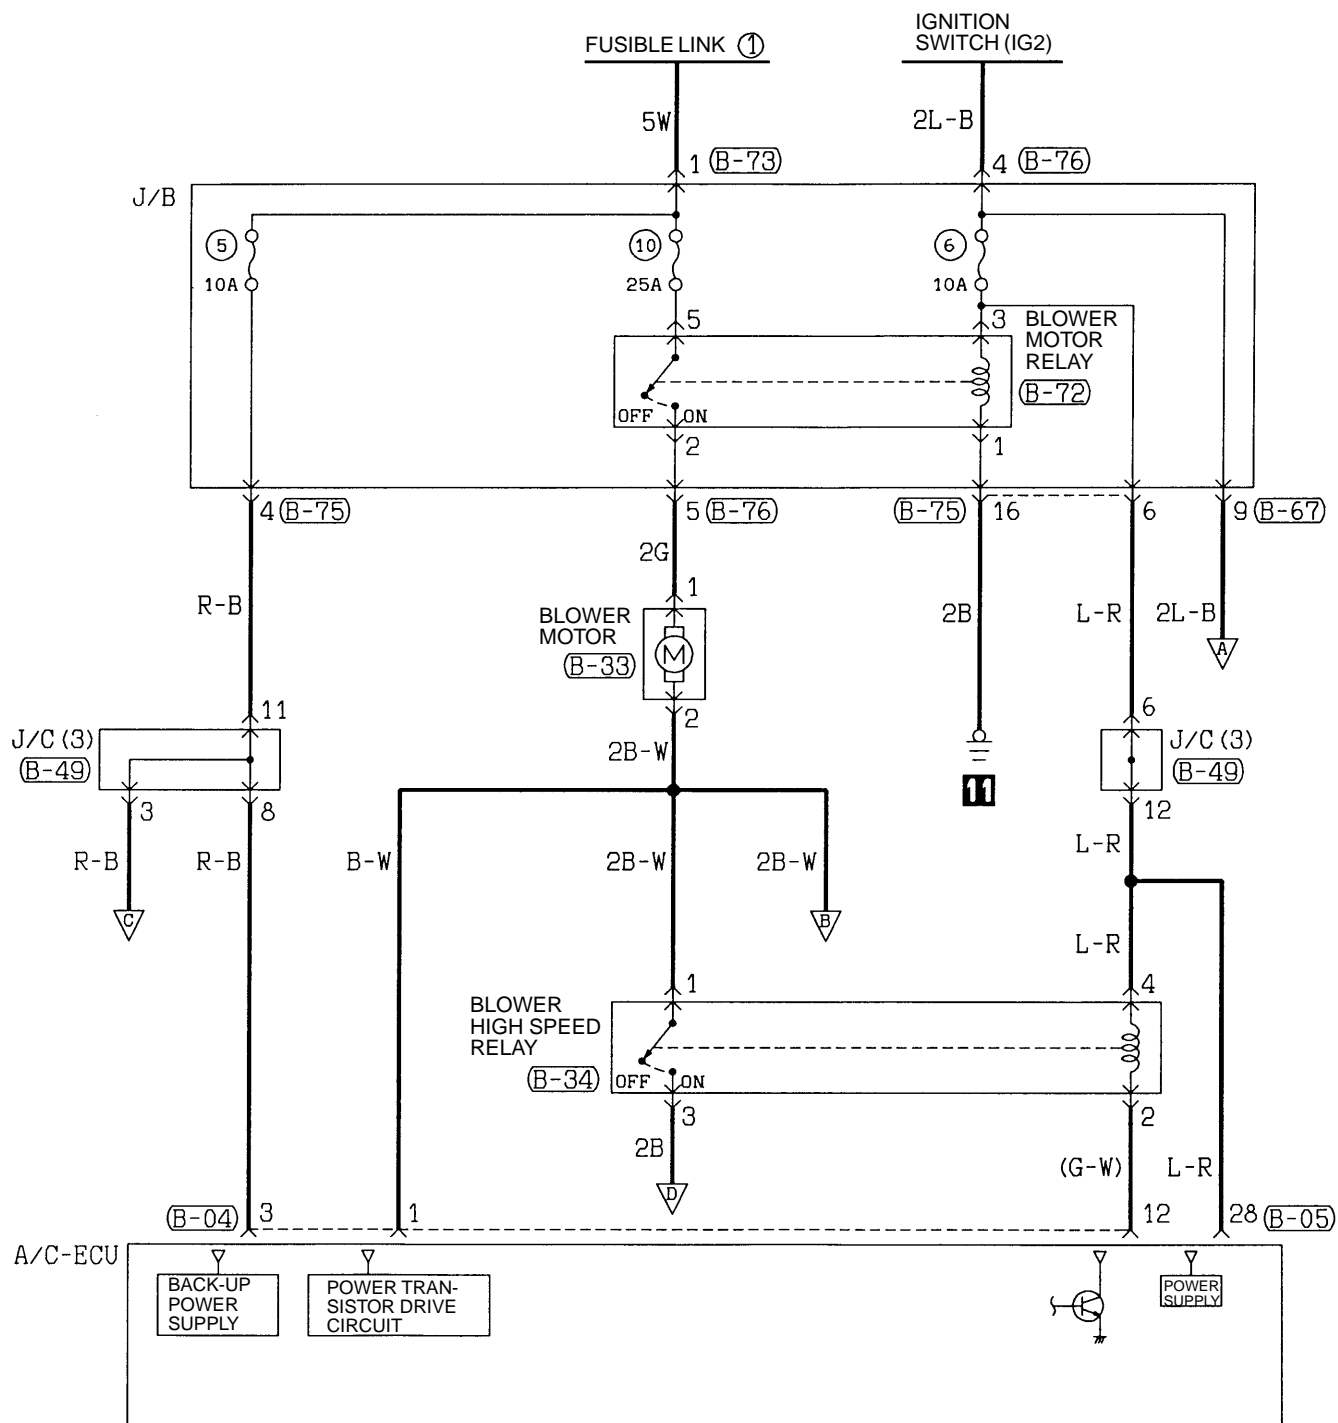 FUSIBLE LINK ①
IGNITION
SWITCH (IG2)
5W
2L-B
1 (B-73)
4 (B-76)
J/B
5
10A
10
25A
6
10A
5
3
BLOWER
MOTOR
RELAY
(B-72)
OFF
ON
2
1
4 (B-75)
5 (B-76)
(B-75) 16
6
9 (B-67)
2G
1
R-B
BLOWER
MOTOR
(B-33)
M
2B
L-R
2L-B
A
11
2
6
J/C (3)
(B-49)
2B-W
J/C (3)
(B-49)
11
3
8
12
R-B
R-B
B-W
2B-W
2B-W
L-R
C
B
L-R
1
4
BLOWER
HIGH SPEED
RELAY
(B-34)
OFF
ON
3
2
2B
(G-W)
L-R
D
(B-04) 3
1
12
28 (B-05)
A/C-ECU
BACK-UP
POWER
SUPPLY
POWER TRAN-
SISTOR DRIVE
CIRCUIT
POWER
SUPPLY